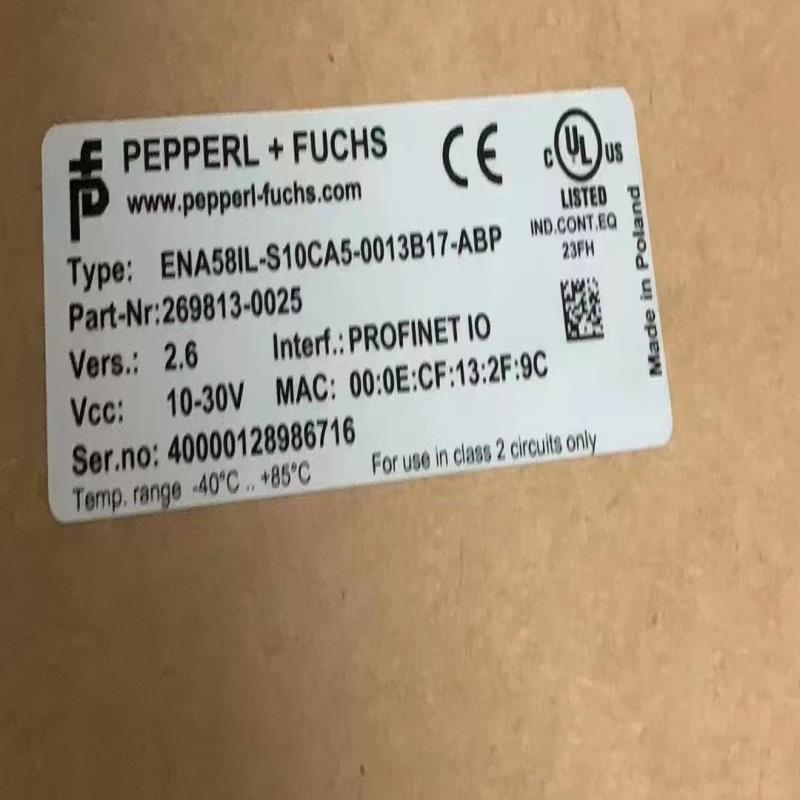 PEPPERL + FUCHS
www.pepperl-fuchs.com
CE
C UL US
LISTED
IND.CONT.EQ
23FH
Type: ENA58IL-S10CA5-0013B17-ABP
Part-Nr:269813-0025
Vers.: 2.6 Interf.: PROFINET IO
Vcc: 10-30V MAC: 00:0E:CF:13:2F:9C
Ser.no: 40000128986716
Temp. range -40°C .. +85°C For use in class 2 circuits only
Made in Poland